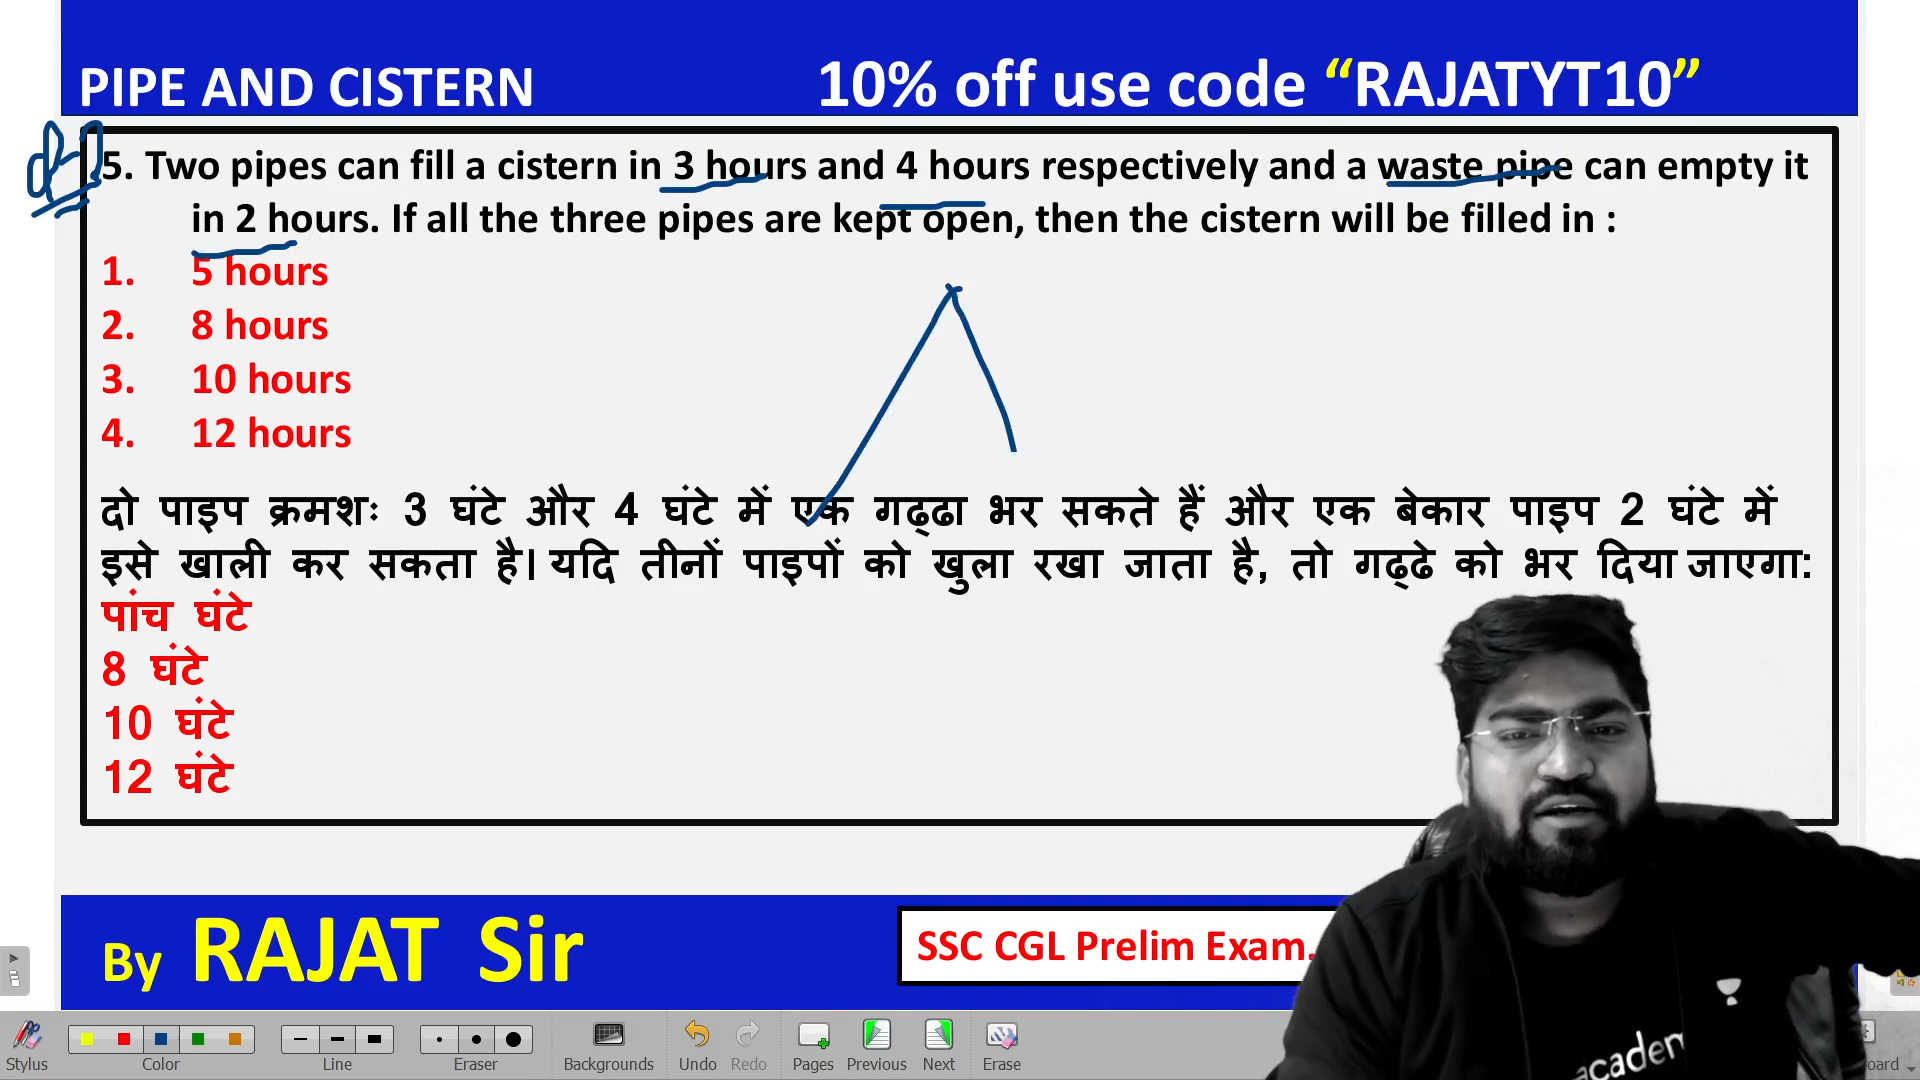 PIPE AND CISTERN
10% off use code “RAJATYT10”
5. Two pipes can fill a cistern in 3 hours and 4 hours respectively and a waste pipe can empty it
in 2 hours. If all the three pipes are kept open, then the cistern will be filled in :
1. 5 hours
2. 8 hours
3. 10 hours
4. 12 hours
दो पाइप क्रमशः 3 घंटे और 4 घंटे में एक गढ्ढा भर सकते हैं और एक बेकार पाइप 2 घंटे में
इसे खाली कर सकता है। यदि तीनों पाइपों को खुला रखा जाता है, तो गढ्ढे को भर दिया जाएगा:
पांच घंटे
8 घंटे
10 घंटे
12 घंटे
By RAJAT Sir
SSC CGL Prelim Exam.
academ
Stylus
Color
Line
Eraser
Backgrounds
Undo
Redo
Pages
Previous
Next
Erase
oard